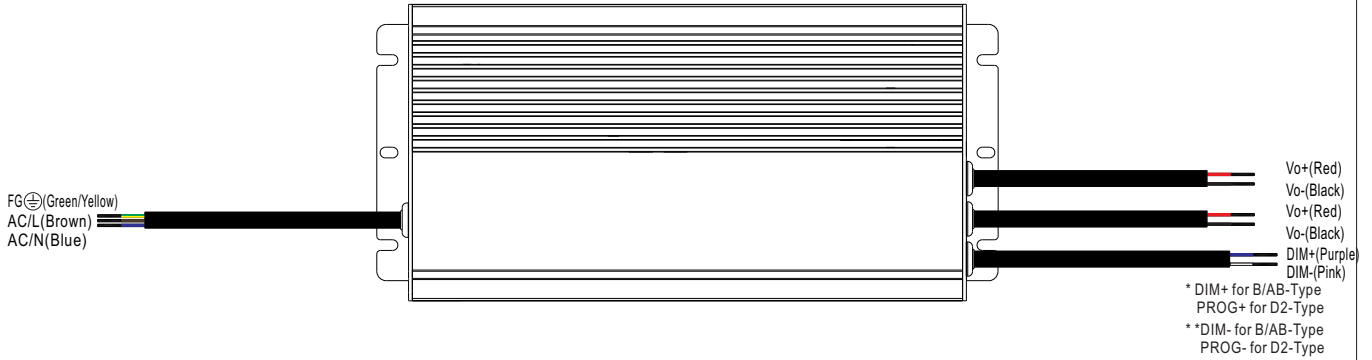 FG⏚(Green/Yellow)
AC/L(Brown)
AC/N(Blue)
Vo+(Red)
Vo-(Black)
Vo+(Red)
Vo-(Black)
DIM+(Purple)
DIM-(Pink)
* DIM+ for B/AB-Type
PROG+ for D2-Type
* *DIM- for B/AB-Type
PROG- for D2-Type